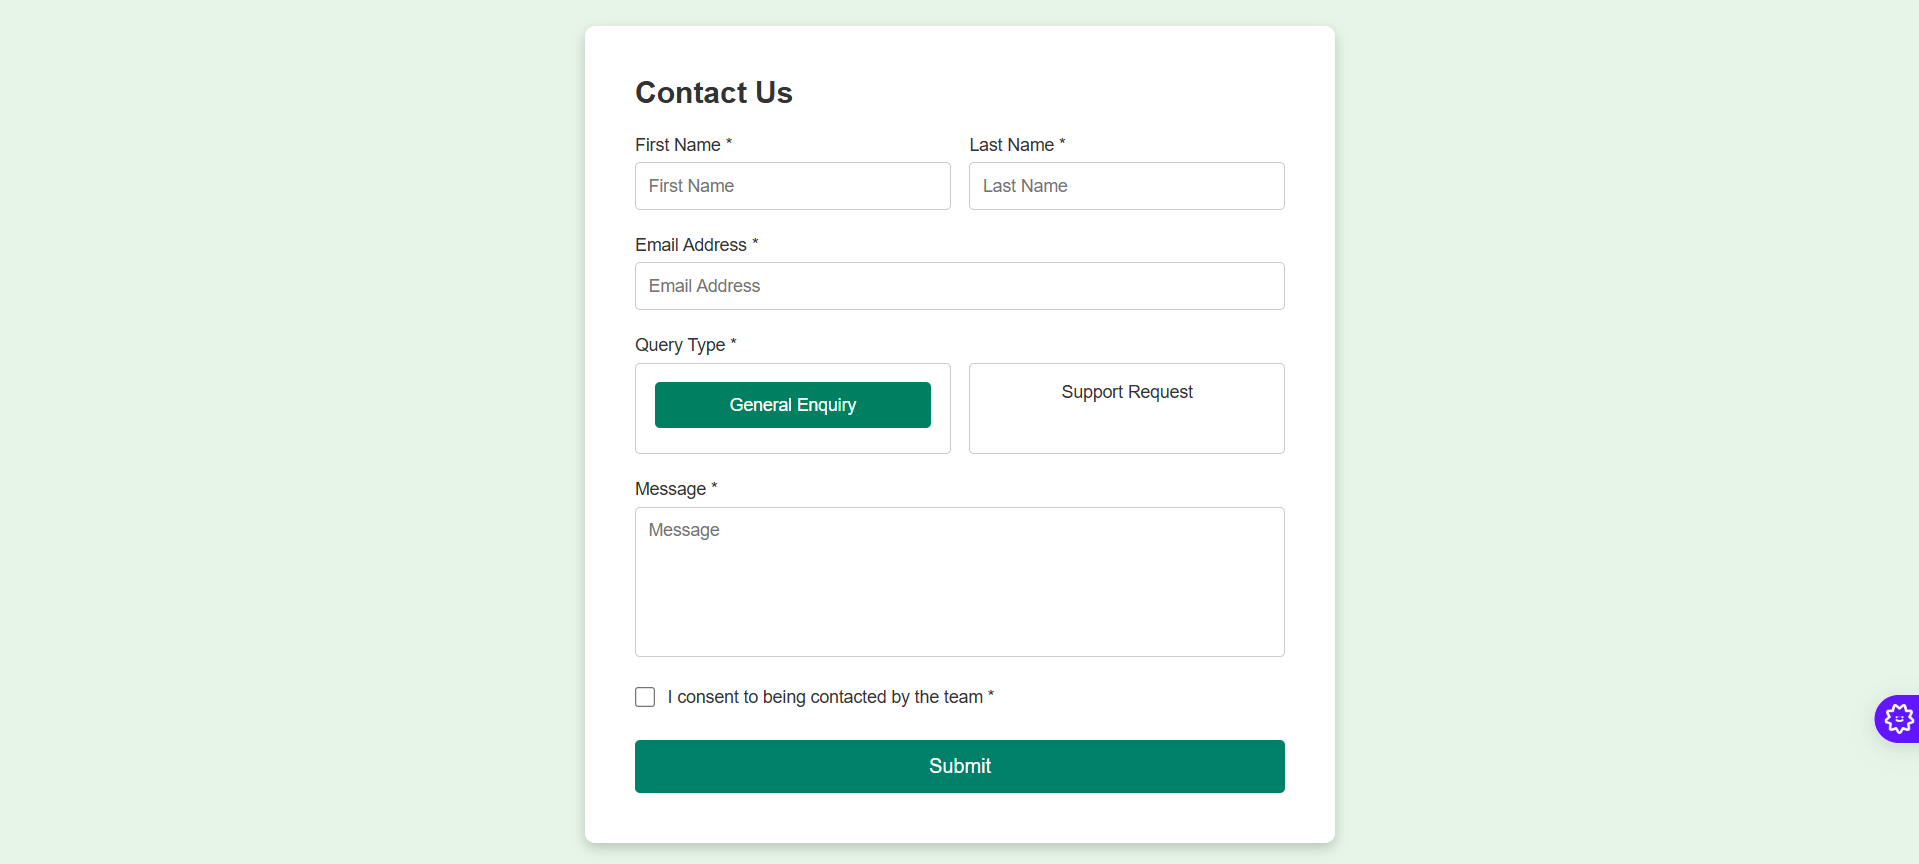 Contact Us
First Name * Last Name *
First Name Last Name
Email Address *
Email Address
Query Type *
General Enquiry Support Request
Message *
Message
I consent to being contacted by the team *
Submit